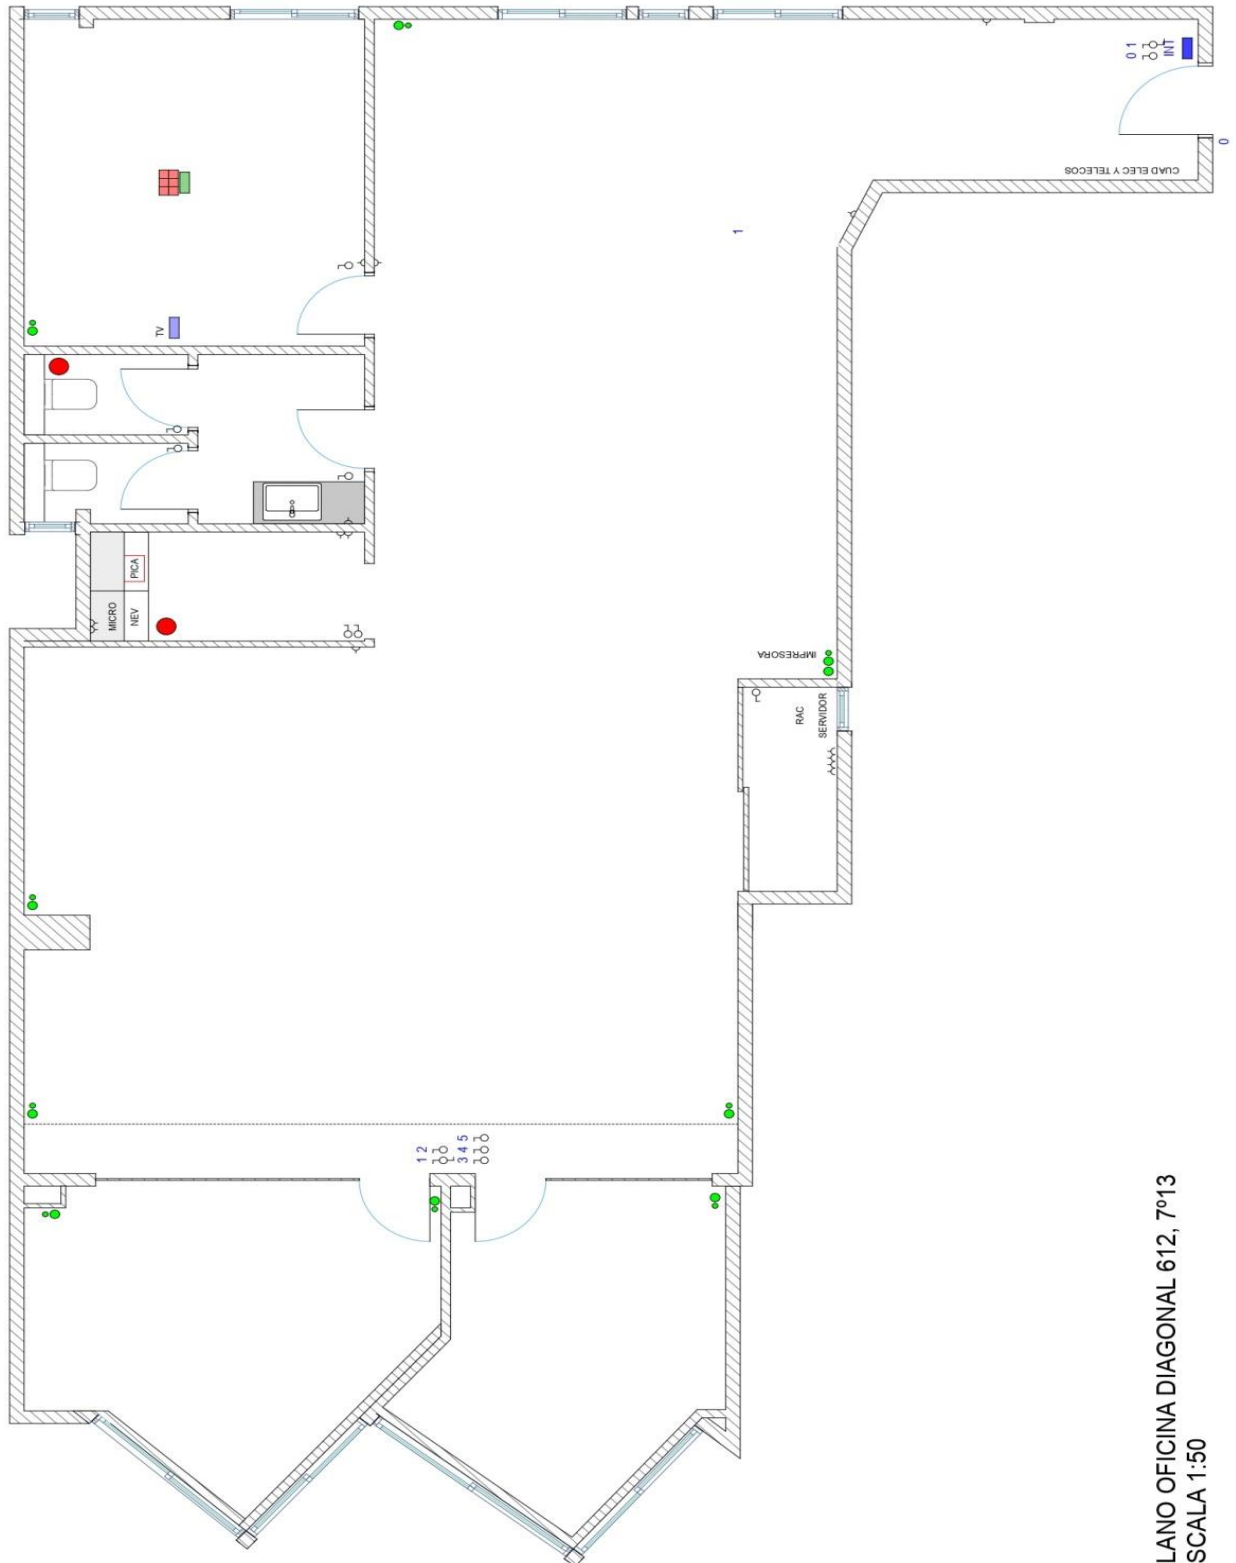 0 1
INT
0
CUAD ELEC Y TELECOS
1
TV
PICA
MICRO
NEV
IMPRESORA
RAC
SERVIDOR
1 2
3 4 5
LANO OFICINA DIAGONAL 612, 7º13
SCALA 1:50